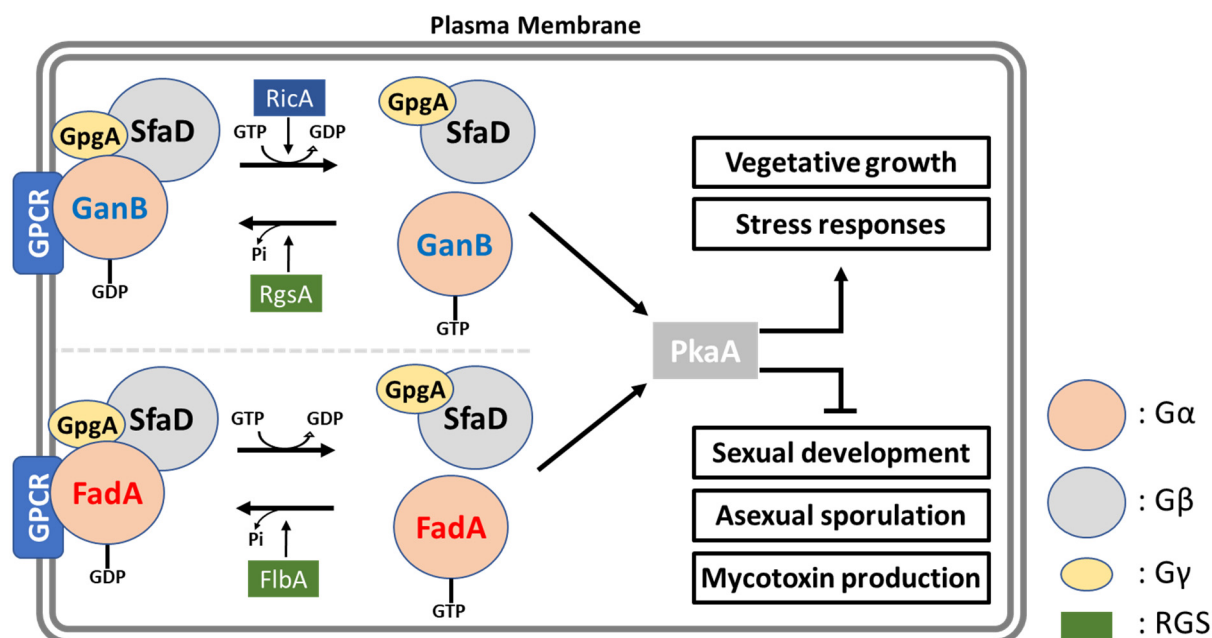 Plasma Membrane
GpgA
SfaD
GanB
GPCR
GDP
RicA
GTP
GDP
Pi
RgsA
GpgA
SfaD
GanB
GTP
GpgA
SfaD
FadA
GPCR
GDP
GTP
GDP
Pi
FlbA
GpgA
SfaD
FadA
GTP
PkaA
Vegetative growth
Stress responses
Sexual development
Asexual sporulation
Mycotoxin production
: Gα
: Gβ
: Gγ
: RGS